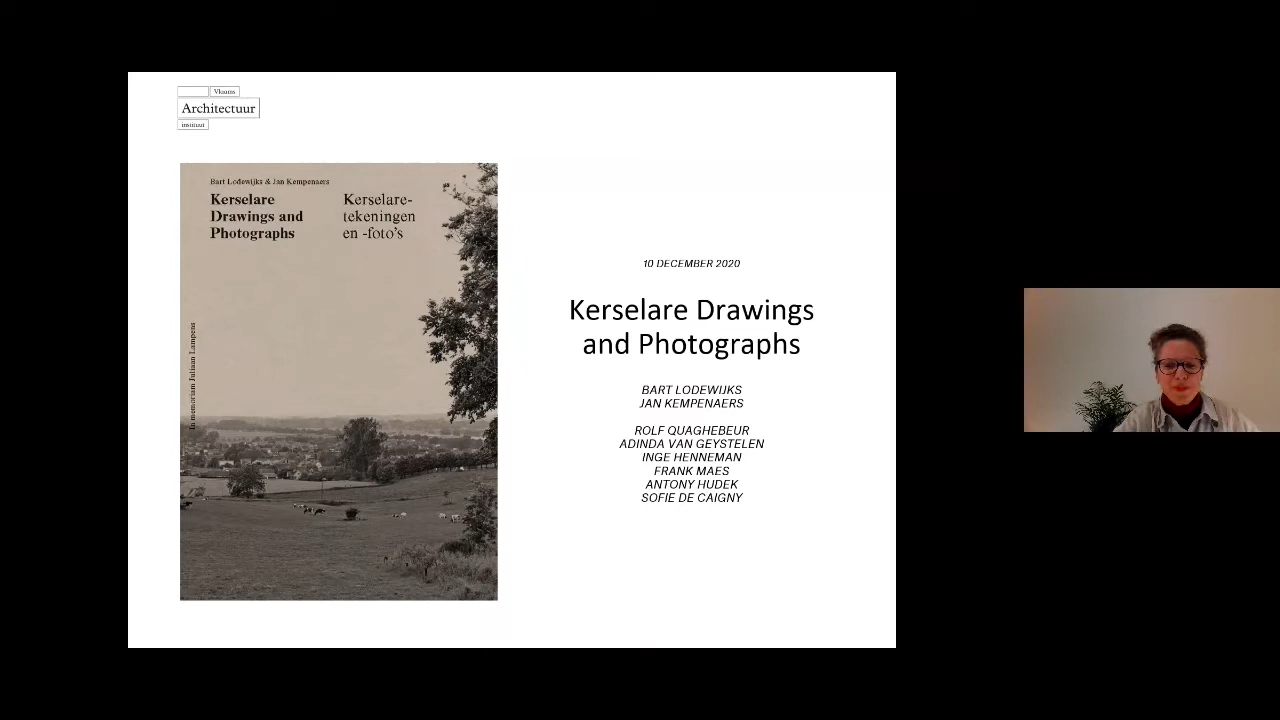 Vlaams
Architectuur
instituut
Bart Lodewijks & Jan Kempenaers
Kerselare
Drawings and
Photographs
Kerselare-
tekeningen
en -foto's
In memoriam Juliaan Lampens
10 DECEMBER 2020
Kerselare Drawings
and Photographs
BART LODEWIJKS
JAN KEMPENAERS
ROLF QUAGHEBEUR
ADINDA VAN GEYSTELEN
INGE HENNEMAN
FRANK MAES
ANTONY HUDEK
SOFIE DE CAIGNY